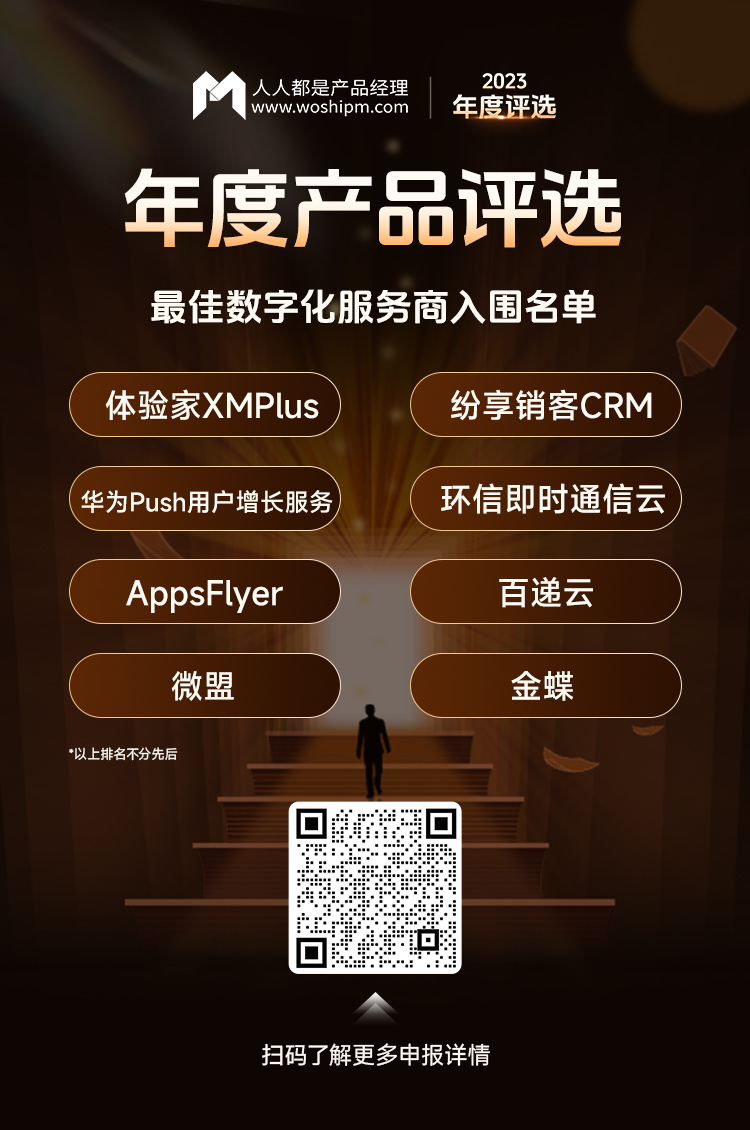 人人都是产品经理
www.woshipm.com
2023
年度评选
年度产品评选
最佳数字化服务商入围名单
体验家XMPlus
纷享销客CRM
华为Push用户增长服务
环信即时通信云
AppsFlyer
百递云
微盟
金蝶
*以上排名不分先后
扫码了解更多申报详情